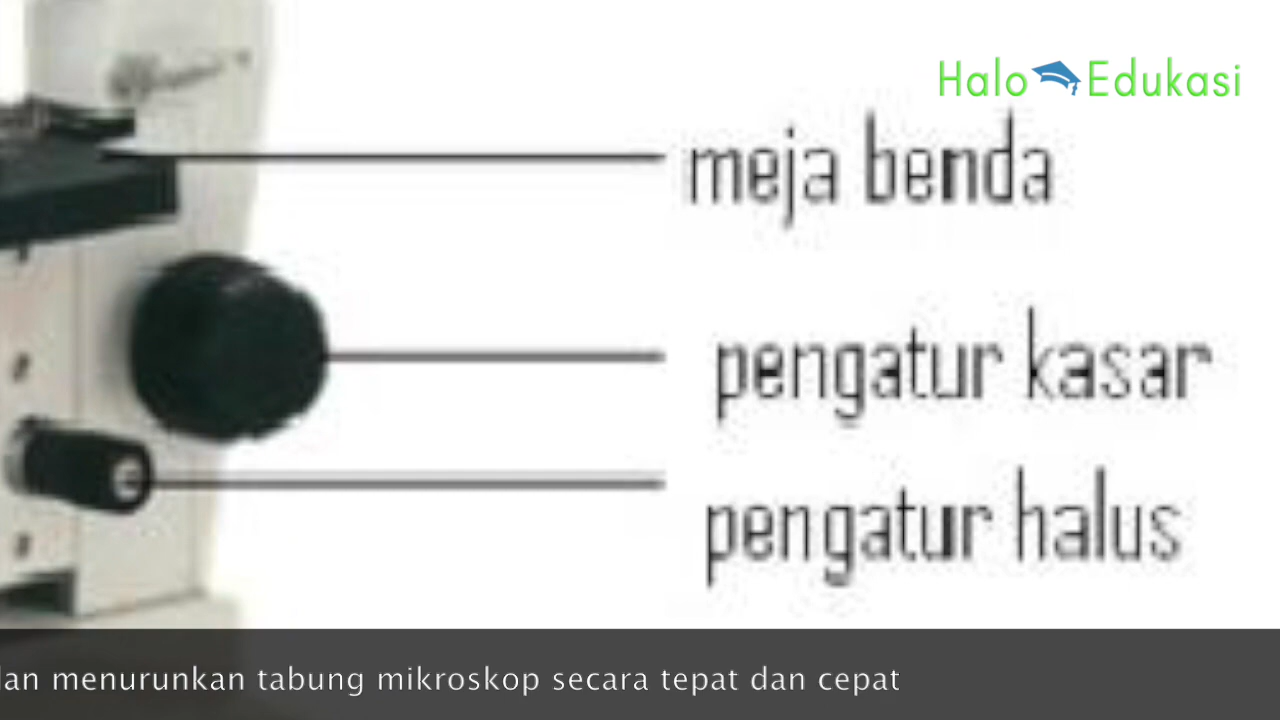 Halo Edukasi
meja benda
pengatur kasar
pengatur halus
dan menurunkan tabung mikroskop secara tepat dan cepat